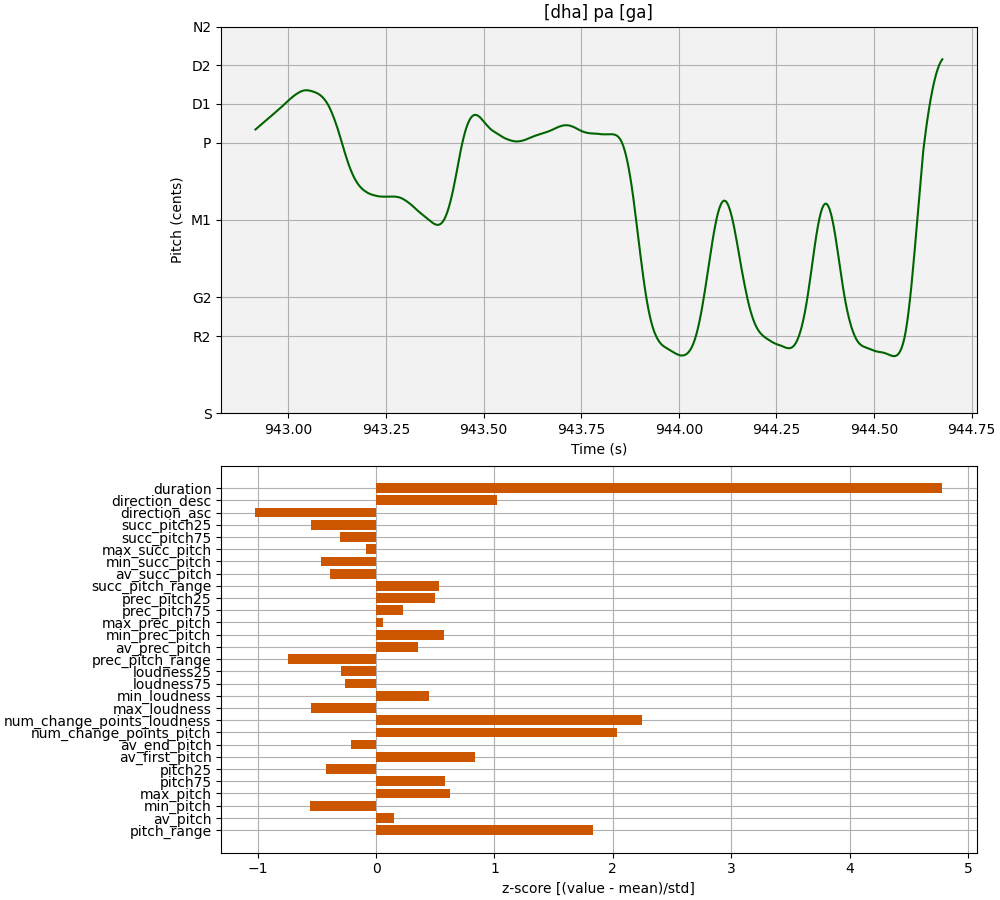 [dha] pa [ga]
N2
D2
D1
P
M1
G2
R2
S
Pitch (cents)
943.00 943.25 943.50 943.75 944.00 944.25 944.50 944.75
Time (s)
duration
direction_desc
direction_asc
succ_pitch25
succ_pitch75
max_succ_pitch
min_succ_pitch
av_succ_pitch
succ_pitch_range
prec_pitch25
prec_pitch75
max_prec_pitch
min_prec_pitch
av_prec_pitch
prec_pitch_range
loudness25
loudness75
min_loudness
max_loudness
num_change_points_loudness
num_change_points_pitch
av_end_pitch
av_first_pitch
pitch25
pitch75
max_pitch
min_pitch
av_pitch
pitch_range
−1 0 1 2 3 4 5
z-score [(value - mean)/std]